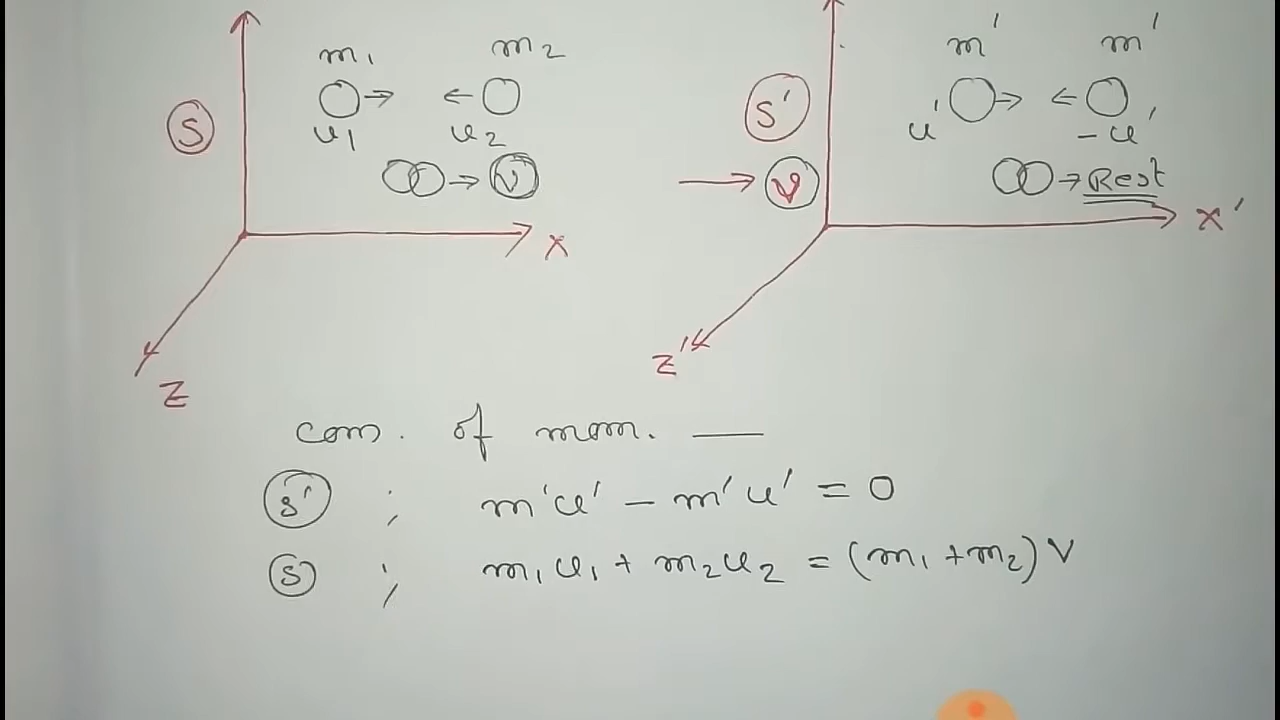 m₁ m₂
S
u₁ u₂
V
X
Z
m' m'
S'
u' -u'
v
Rest
X'
Z'
com. of mom. —
S' ; m'u' - m'u' = 0
S ; m₁u₁ + m₂u₂ = (m₁+m₂)V